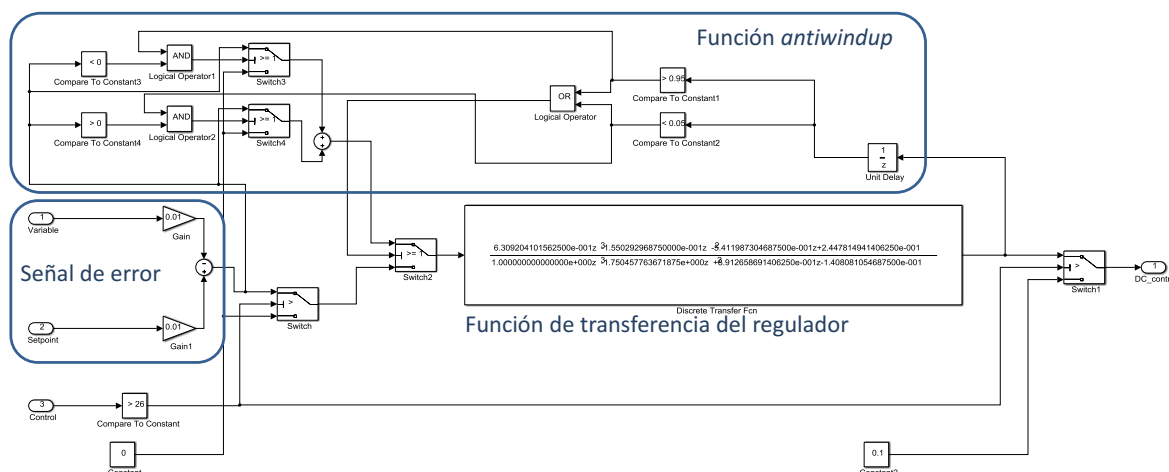 Función antiwindup
< 0
Compare To Constant3
AND
Logical Operator1
>= 1
Switch3
> 0
Compare To Constant4
AND
Logical Operator2
>= 1
Switch4
+
+
OR
Logical Operator
> 0.95
Compare To Constant1
< 0.05
Compare To Constant2
1
z
Unit Delay
Señal de error
1
Variable
0.01
Gain
2
Setpoint
0.01
Gain1
>
Switch
>= 1
Switch2
1.000000000000000e+000z
Discrete Transfer Fcn
Función de transferencia del regulador
>
Switch1
1
3
Control
> 26
Compare To Constant
0
0.1